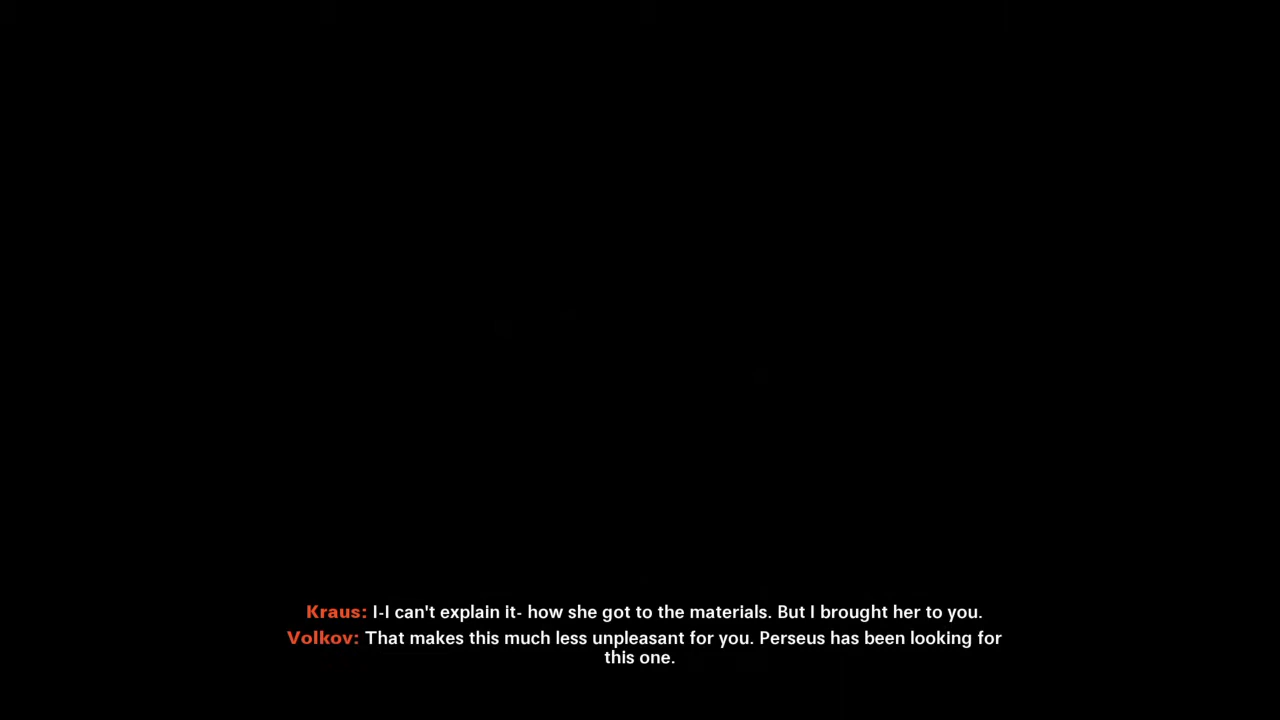 Kraus: I-I can't explain it- how she got to the materials. But I brought her to you.
Volkov: That makes this much less unpleasant for you. Perseus has been looking for
this one.